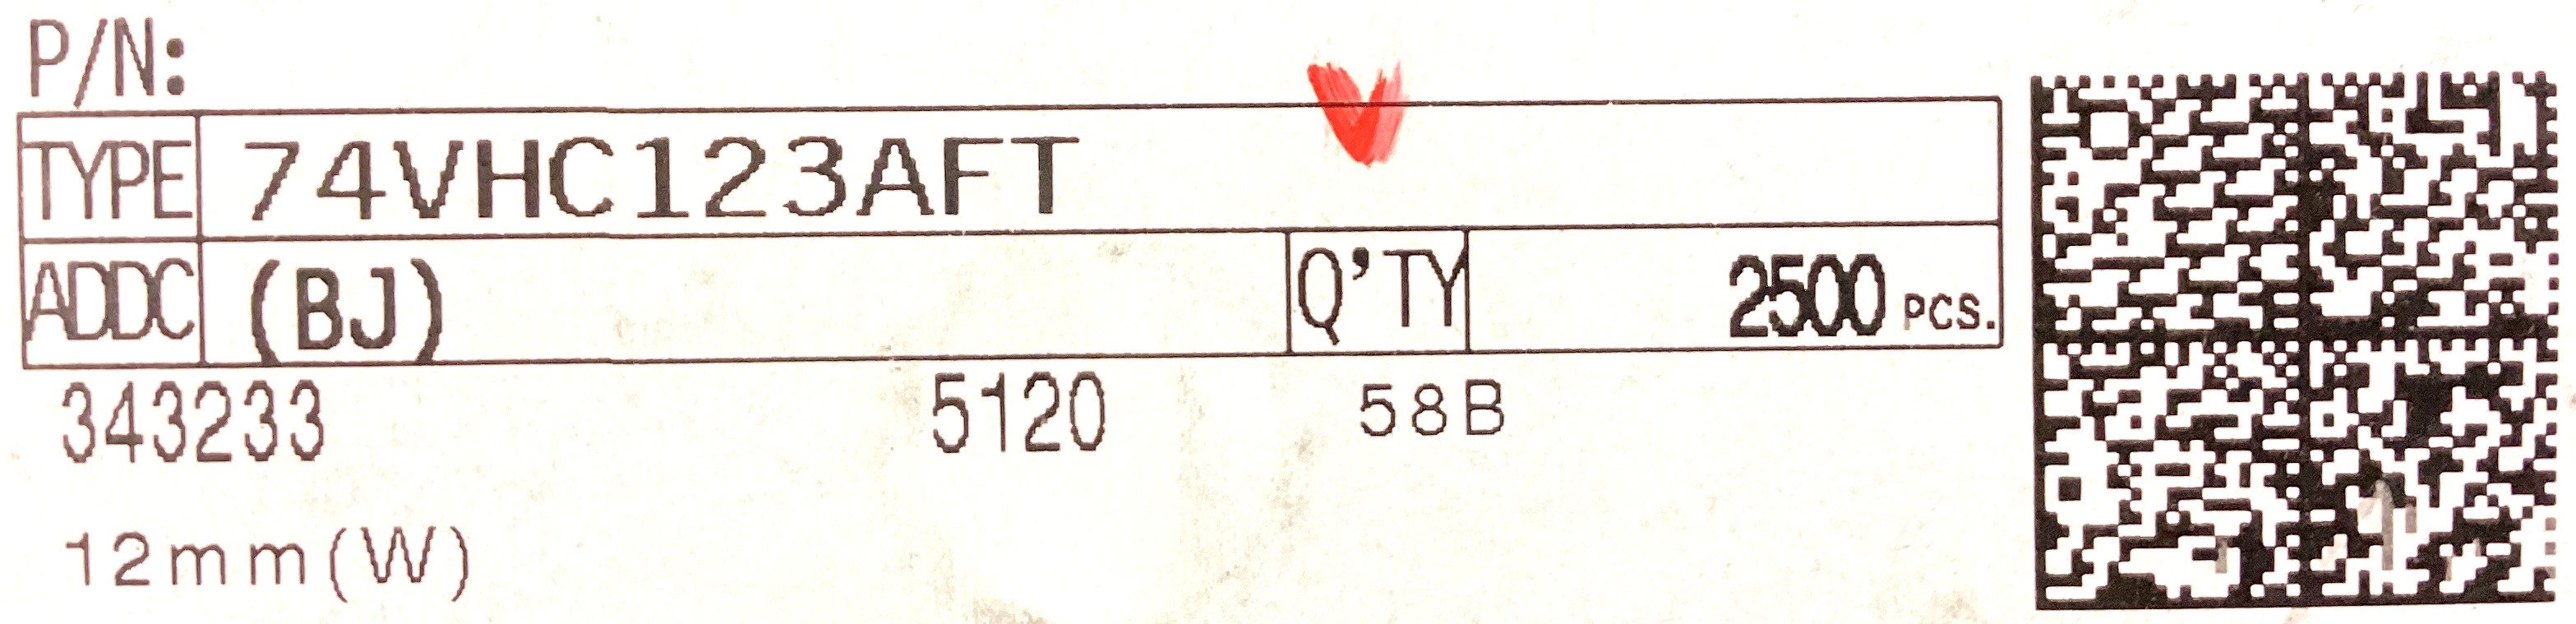 P/N:
TYPE 74VHC123AFT
ADDC (BJ) Q'TY 2500 PCS.
343233 5120 58B
12mm(W)